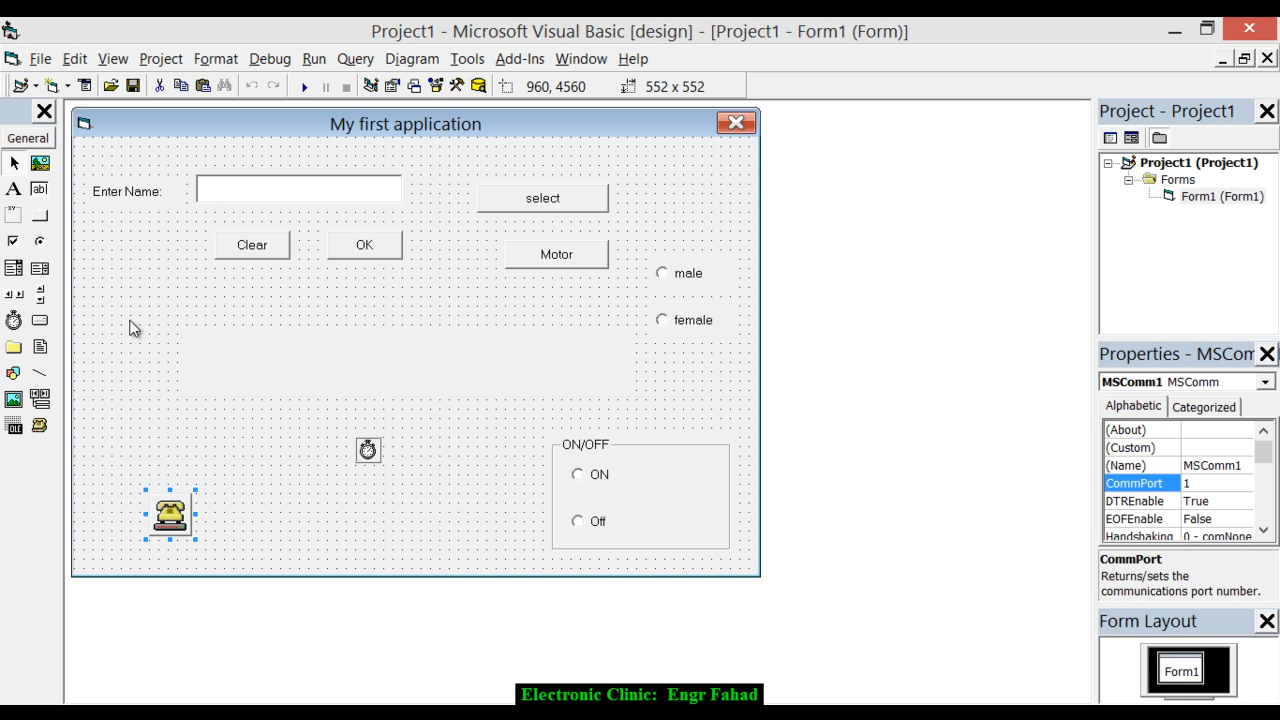 Project1 - Microsoft Visual Basic [design] - [Project1 - Form1 (Form)]
File Edit View Project Format Debug Run Query Diagram Tools Add-Ins Window Help
960, 4560 552 x 552
General
My first application
Enter Name:
select
Clear
OK
Motor
male
female
ON/OFF
ON
Off
Project - Project1
Project1 (Project1)
Forms
Form1 (Form1)
Properties - MSCom
MSComm1 MSComm
Alphabetic Categorized
(About)
(Custom)
(Name) MSComm1
CommPort 1
DTREnable True
EOFEnable False
Handshaking 0 - comNone
CommPort
Returns/sets the
communications port number.
Form Layout
Form1
Electronic Clinic: Engr Fahad